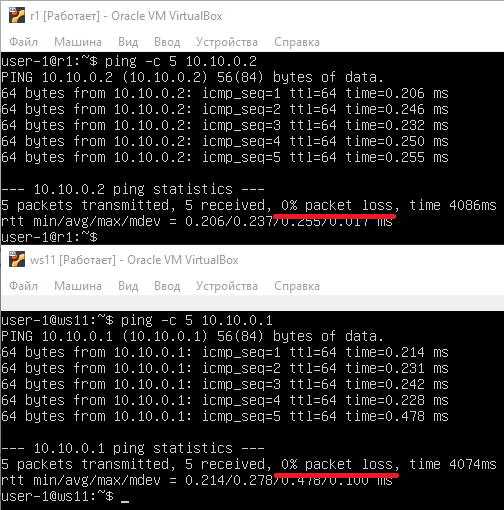 r1 [Работает] - Oracle VM VirtualBox
Файл Машина Вид Ввод Устройства Справка
user-1@r1:~$ ping -c 5 10.10.0.2
PING 10.10.0.2 (10.10.0.2) 56(84) bytes of data.
64 bytes from 10.10.0.2: icmp_seq=1 ttl=64 time=0.206 ms
64 bytes from 10.10.0.2: icmp_seq=2 ttl=64 time=0.246 ms
64 bytes from 10.10.0.2: icmp_seq=3 ttl=64 time=0.232 ms
64 bytes from 10.10.0.2: icmp_seq=4 ttl=64 time=0.250 ms
64 bytes from 10.10.0.2: icmp_seq=5 ttl=64 time=0.255 ms
--- 10.10.0.2 ping statistics ---
5 packets transmitted, 5 received, 0% packet loss, time 4086ms
rtt min/avg/max/mdev = 0.206/0.237/0.255/0.017 ms
user-1@r1:~$
ws11 [Работает] - Oracle VM VirtualBox
Файл Машина Вид Ввод Устройства Справка
user-1@ws11:~$ ping -c 5 10.10.0.1
PING 10.10.0.1 (10.10.0.1) 56(84) bytes of data.
64 bytes from 10.10.0.1: icmp_seq=1 ttl=64 time=0.214 ms
64 bytes from 10.10.0.1: icmp_seq=2 ttl=64 time=0.231 ms
64 bytes from 10.10.0.1: icmp_seq=3 ttl=64 time=0.242 ms
64 bytes from 10.10.0.1: icmp_seq=4 ttl=64 time=0.228 ms
64 bytes from 10.10.0.1: icmp_seq=5 ttl=64 time=0.478 ms
--- 10.10.0.1 ping statistics ---
5 packets transmitted, 5 received, 0% packet loss, time 4074ms
rtt min/avg/max/mdev = 0.214/0.278/0.478/0.100 ms
user-1@ws11:~$ _